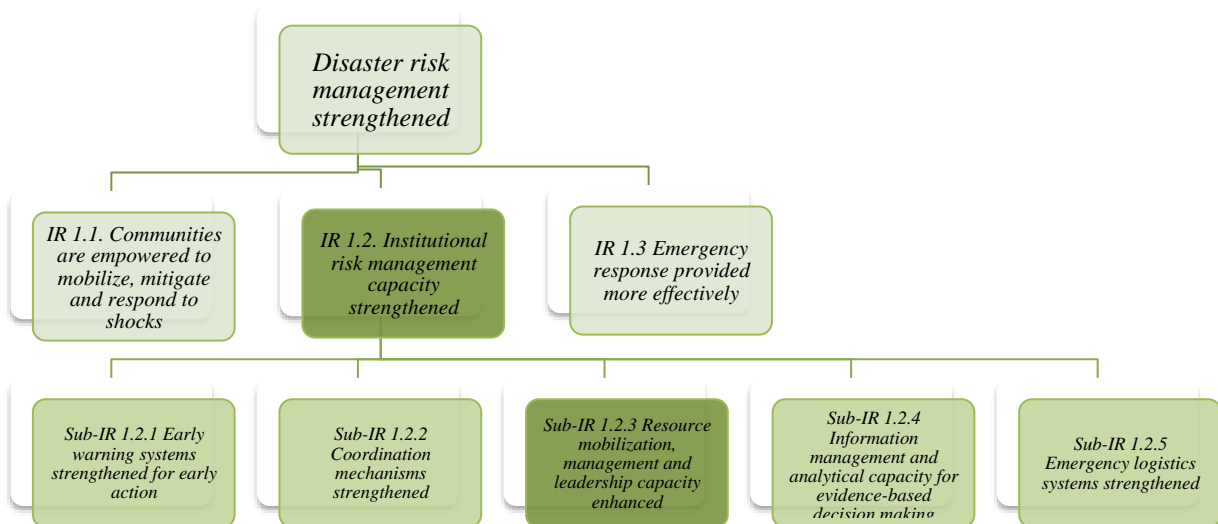 Disaster risk
management
strengthened
IR 1.1. Communities
are empowered to
mobilize, mitigate
and respond to
shocks
IR 1.2. Institutional
risk management
capacity
strengthened
IR 1.3 Emergency
response provided
more effectively
Sub-IR 1.2.1 Early
warning systems
strengthened for early
action
Sub-IR 1.2.2
Coordination
mechanisms
strengthened
Sub-IR 1.2.3 Resource
mobilization,
management and
leadership capacity
enhanced
Sub-IR 1.2.4
Information
management and
analytical capacity for
evidence-based
decision making
Sub-IR 1.2.5
Emergency logistics
systems strengthened